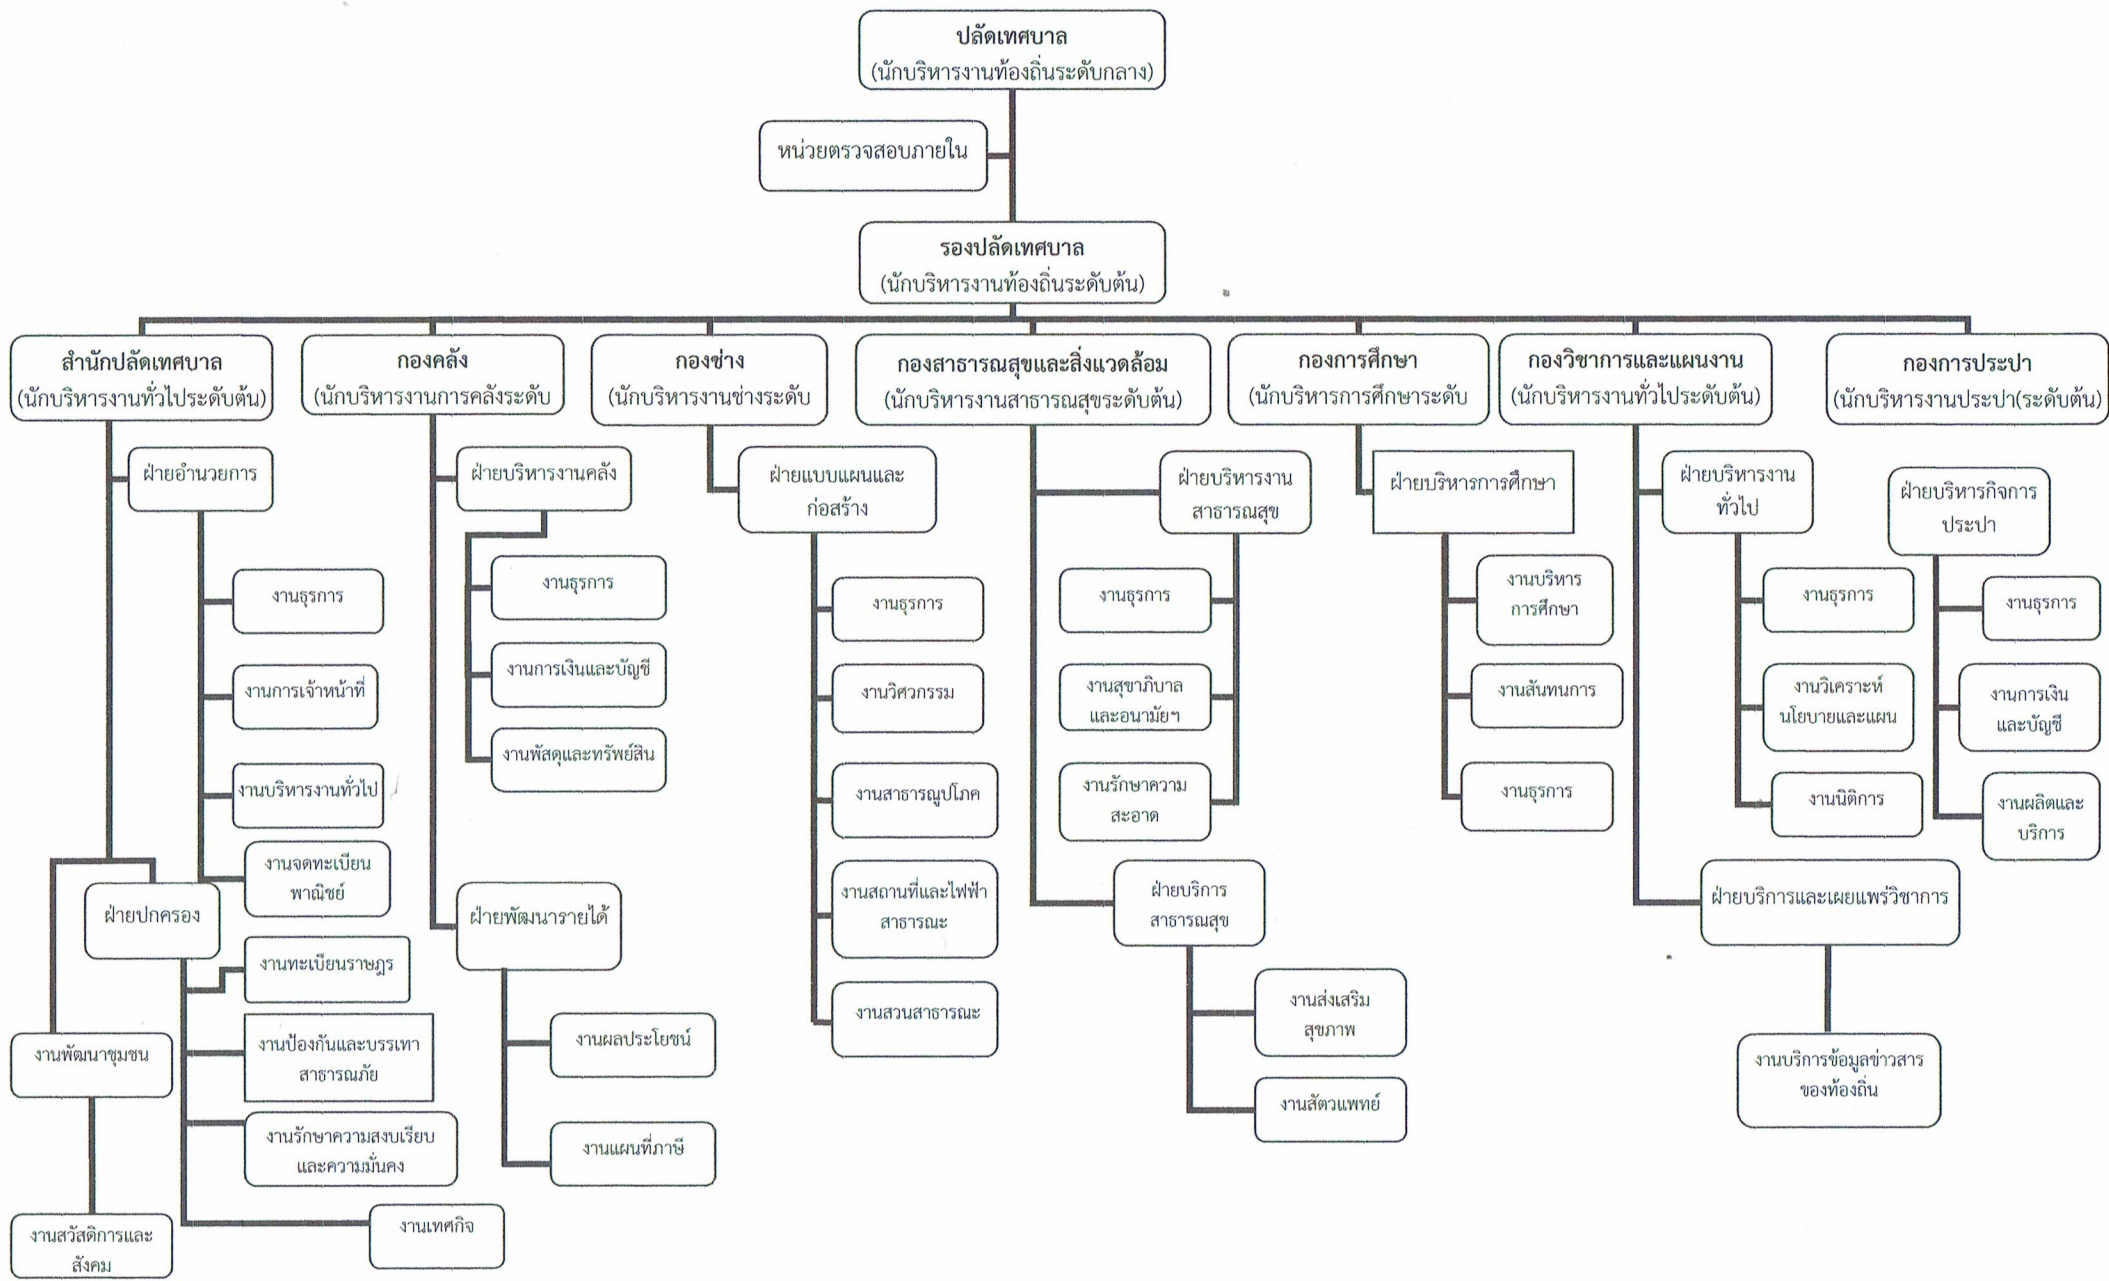 ปลัดเทศบาล
(นักบริหารงานท้องถิ่นระดับกลาง)
หน่วยตรวจสอบภายใน
รองปลัดเทศบาล
(นักบริหารงานท้องถิ่นระดับต้น)
สำนักปลัดเทศบาล
(นักบริหารงานทั่วไประดับต้น)
กองคลัง
(นักบริหารงานการคลังระดับ
กองช่าง
(นักบริหารงานช่างระดับ
กองสาธารณสุขและสิ่งแวดล้อม
(นักบริหารงานสาธารณสุขระดับต้น)
กองการศึกษา
(นักบริหารการศึกษาระดับ
กองวิชาการและแผนงาน
(นักบริหารงานทั่วไประดับต้น)
กองการประปา
(นักบริหารงานประปา(ระดับต้น)
ฝ่ายอำนวยการ
งานธุรการ
งานการเจ้าหน้าที่
งานบริหารงานทั่วไป
งานจดทะเบียน
พาณิชย์
ฝ่ายปกครอง
งานทะเบียนราษฎร
งานป้องกันและบรรเทา
สาธารณภัย
งานรักษาความสงบเรียบ
และความมั่นคง
งานเทศกิจ
งานพัฒนาชุมชน
งานสวัสดิการและ
สังคม
ฝ่ายบริหารงานคลัง
งานธุรการ
งานการเงินและบัญชี
งานพัสดุและทรัพย์สิน
ฝ่ายพัฒนารายได้
งานผลประโยชน์
งานแผนที่ภาษี
ฝ่ายแบบแผนและ
ก่อสร้าง
งานธุรการ
งานวิศวกรรม
งานสาธารณูปโภค
งานสถานที่และไฟฟ้า
สาธารณะ
งานสวนสาธารณะ
ฝ่ายบริหารงาน
สาธารณสุข
งานธุรการ
งานสุขาภิบาล
และอนามัยฯ
งานรักษาความ
สะอาด
ฝ่ายบริการ
สาธารณสุข
งานส่งเสริม
สุขภาพ
งานสัตวแพทย์
ฝ่ายบริหารการศึกษา
งานบริหาร
การศึกษา
งานสันทนการ
งานธุรการ
ฝ่ายบริหารงาน
ทั่วไป
งานธุรการ
งานวิเคราะห์
นโยบายและแผน
งานนิติการ
ฝ่ายบริการและเผยแพร่วิชาการ
งานบริการข้อมูลข่าวสาร
ของท้องถิ่น
ฝ่ายบริหารกิจการ
ประปา
งานธุรการ
งานการเงิน
และบัญชี
งานผลิตและ
บริการ